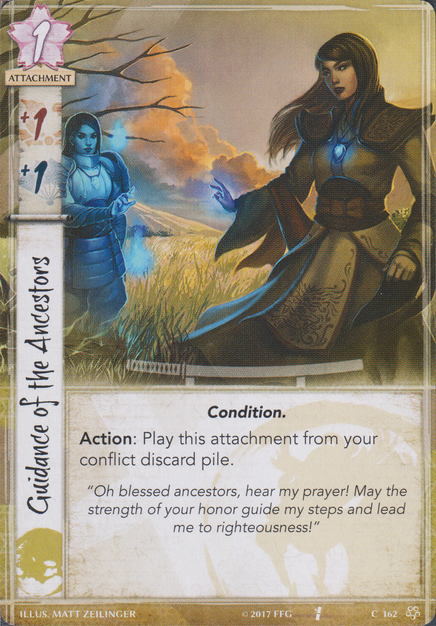 1
ATTACHMENT
+1
+1
Guidance of the Ancestors
Condition.
Action: Play this attachment from your
conflict discard pile.
“Oh blessed ancestors, hear my prayer! May the
strength of your honor guide my steps and lead
me to righteousness!”
ILLUS. MATT ZEILINGER © 2017 FFG C 162